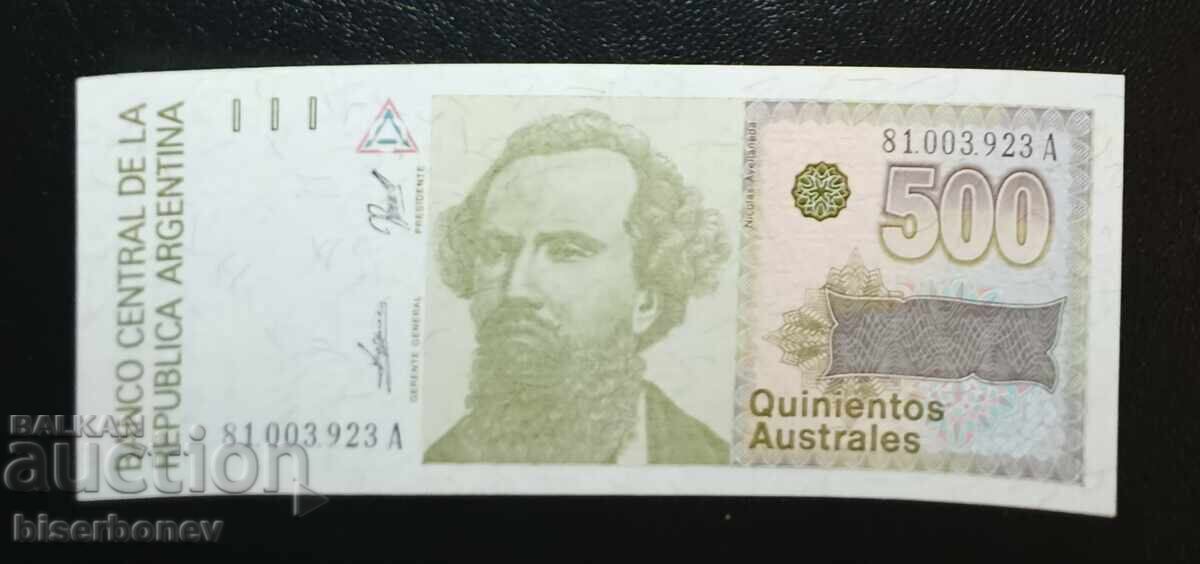 BANCO CENTRAL DE LA
REPUBLICA ARGENTINA
PRESIDENTE
GERENTE GENERAL
81.003.923 A
Nicolás Avellaneda
81.003.923 A
500
Quinientos
Australes
BALKAN
auction
biserbonev